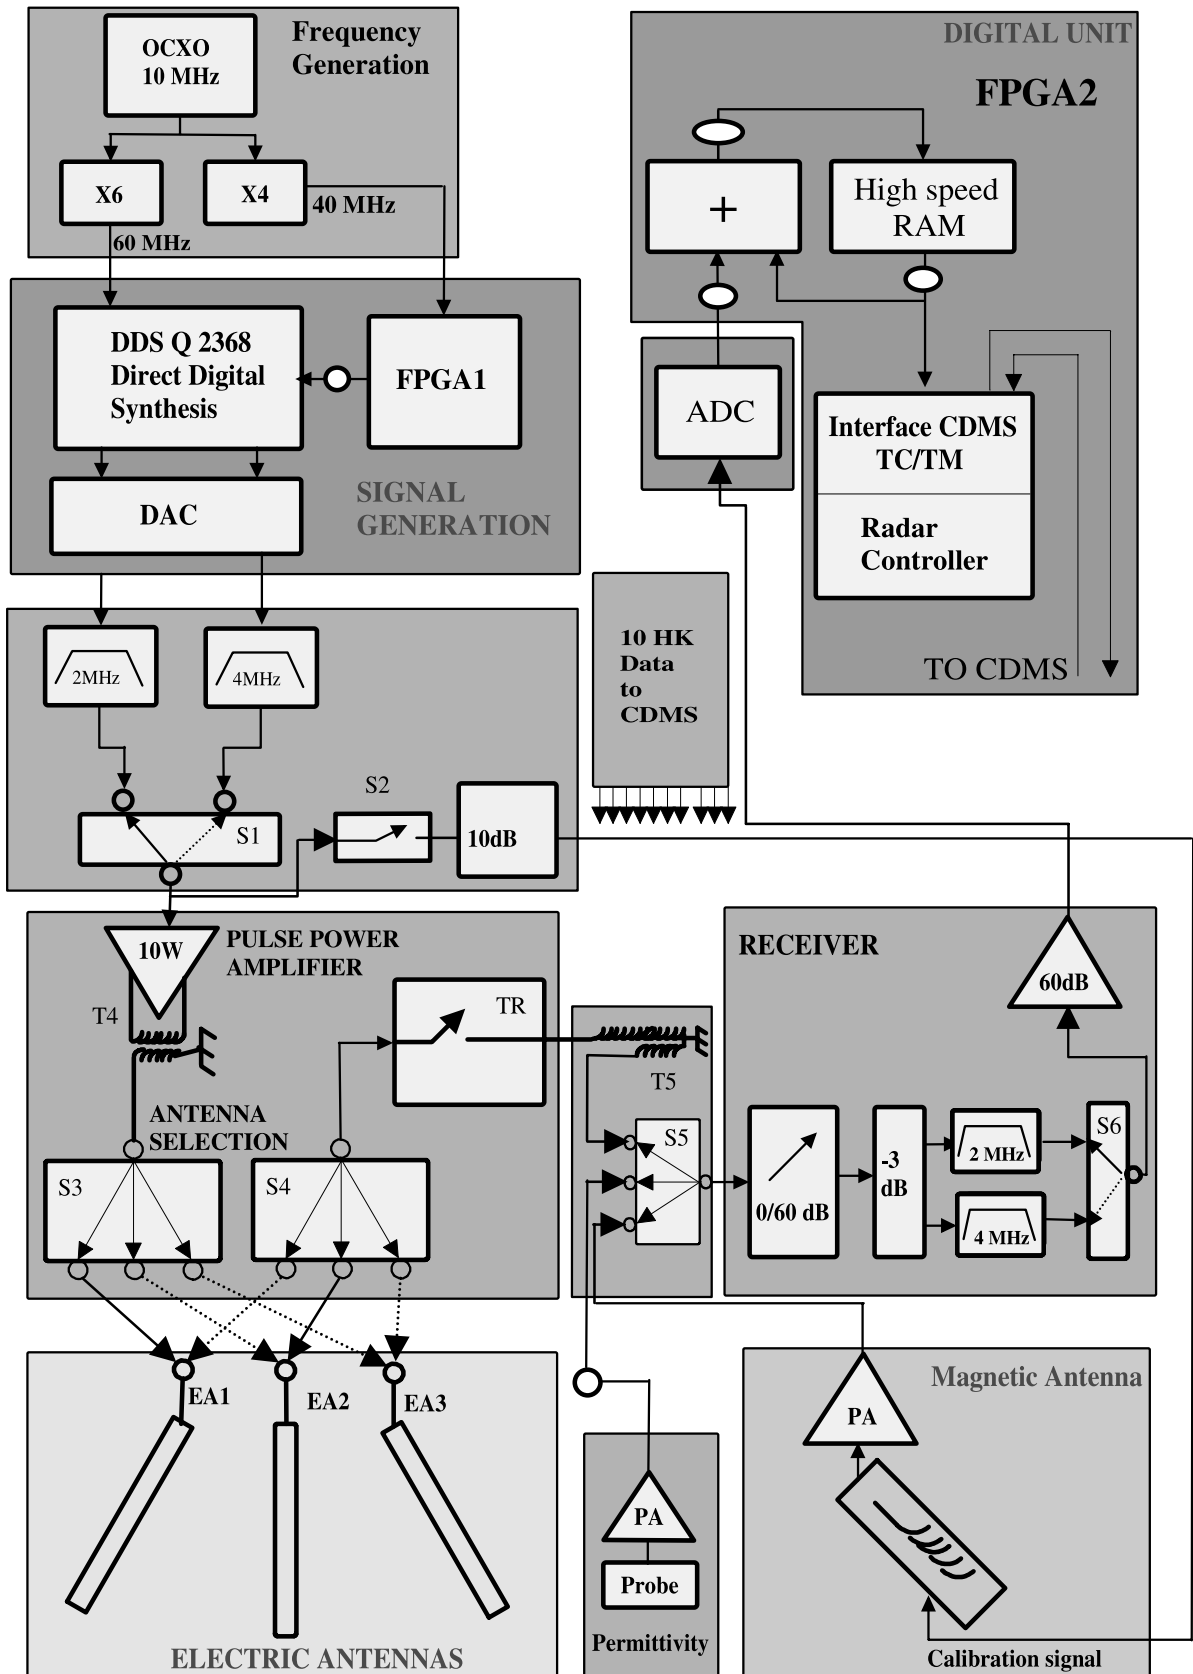 OCXO
10 MHz
Frequency
Generation
X6
X4
40 MHz
60 MHz
DIGITAL UNIT
FPGA2
+
High speed
RAM
DDS Q 2368
Direct Digital
Synthesis
FPGA1
DAC
SIGNAL
GENERATION
ADC
Interface CDMS
TC/TM
Radar
Controller
TO CDMS
2MHz
4MHz
10 HK
Data
to
CDMS
S1
S2
10dB
10W
PULSE POWER
AMPLIFIER
T4
TR
ANTENNA
SELECTION
S3
S4
T5
S5
RECEIVER
60dB
0/60 dB
-3
dB
2 MHz
4 MHz
S6
EA1
EA2
EA3
ELECTRIC ANTENNAS
PA
Probe
Permittivity
Magnetic Antenna
PA
Calibration signal